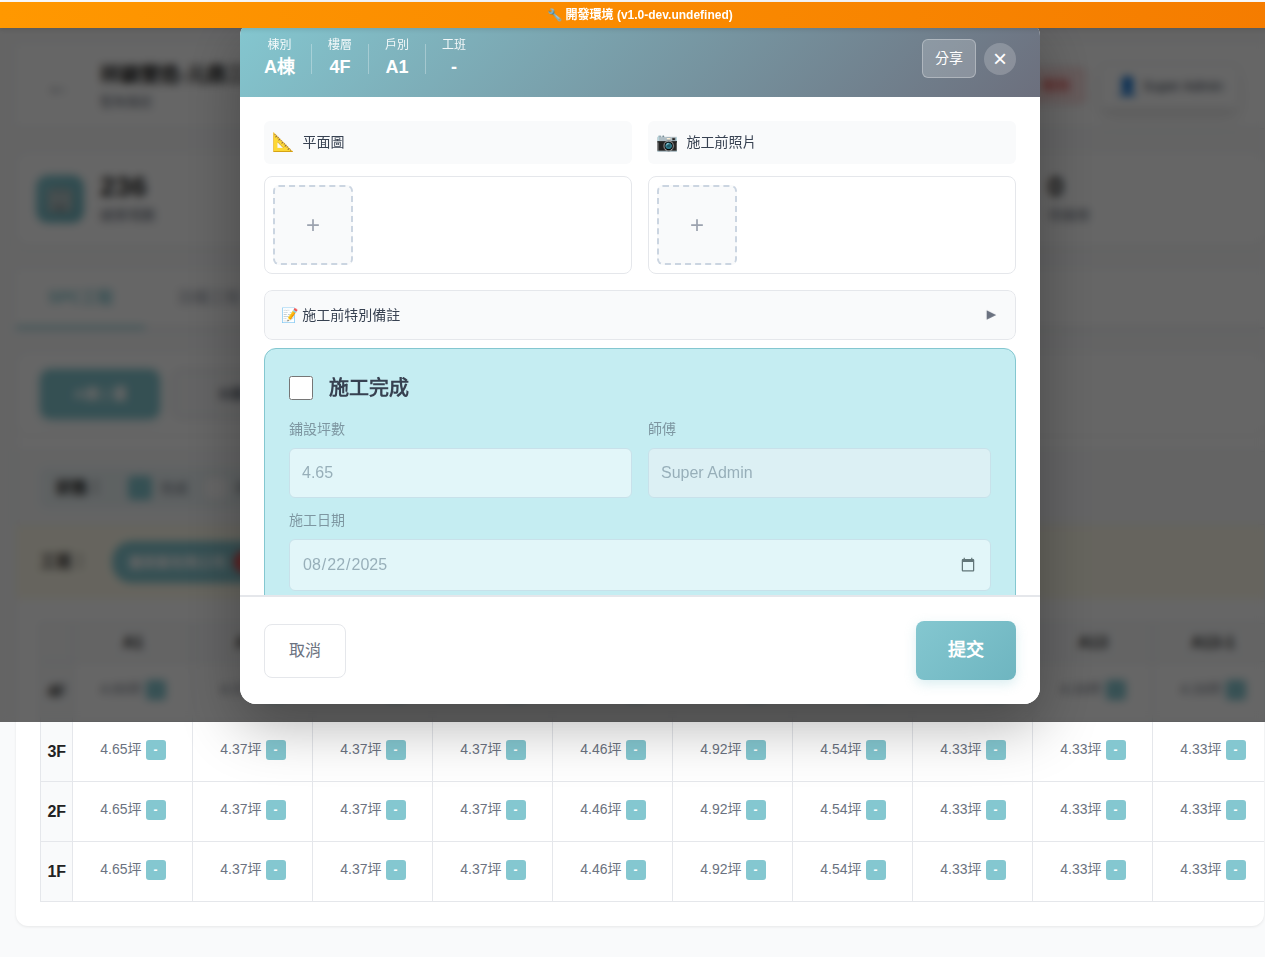 🔧 開發環境 (v1.0-dev.undefined)
棟別 樓層 戶別 工班
A棟 4F A1 -
分享 ✕
Super Admin
236
0
📐 平面圖
📷 施工前照片
+ +
📝 施工前特別備註 ▶
施工完成
鋪設坪數 師傅
4.65 Super Admin
施工日期
08/22/2025
取消 提交
A1
3F 4.65坪 - 4.37坪 - 4.37坪 - 4.37坪 - 4.46坪 - 4.92坪 - 4.54坪 - 4.33坪 - 4.33坪 - 4.33坪 -
2F 4.65坪 - 4.37坪 - 4.37坪 - 4.37坪 - 4.46坪 - 4.92坪 - 4.54坪 - 4.33坪 - 4.33坪 - 4.33坪 -
1F 4.65坪 - 4.37坪 - 4.37坪 - 4.37坪 - 4.46坪 - 4.92坪 - 4.54坪 - 4.33坪 - 4.33坪 - 4.33坪 -